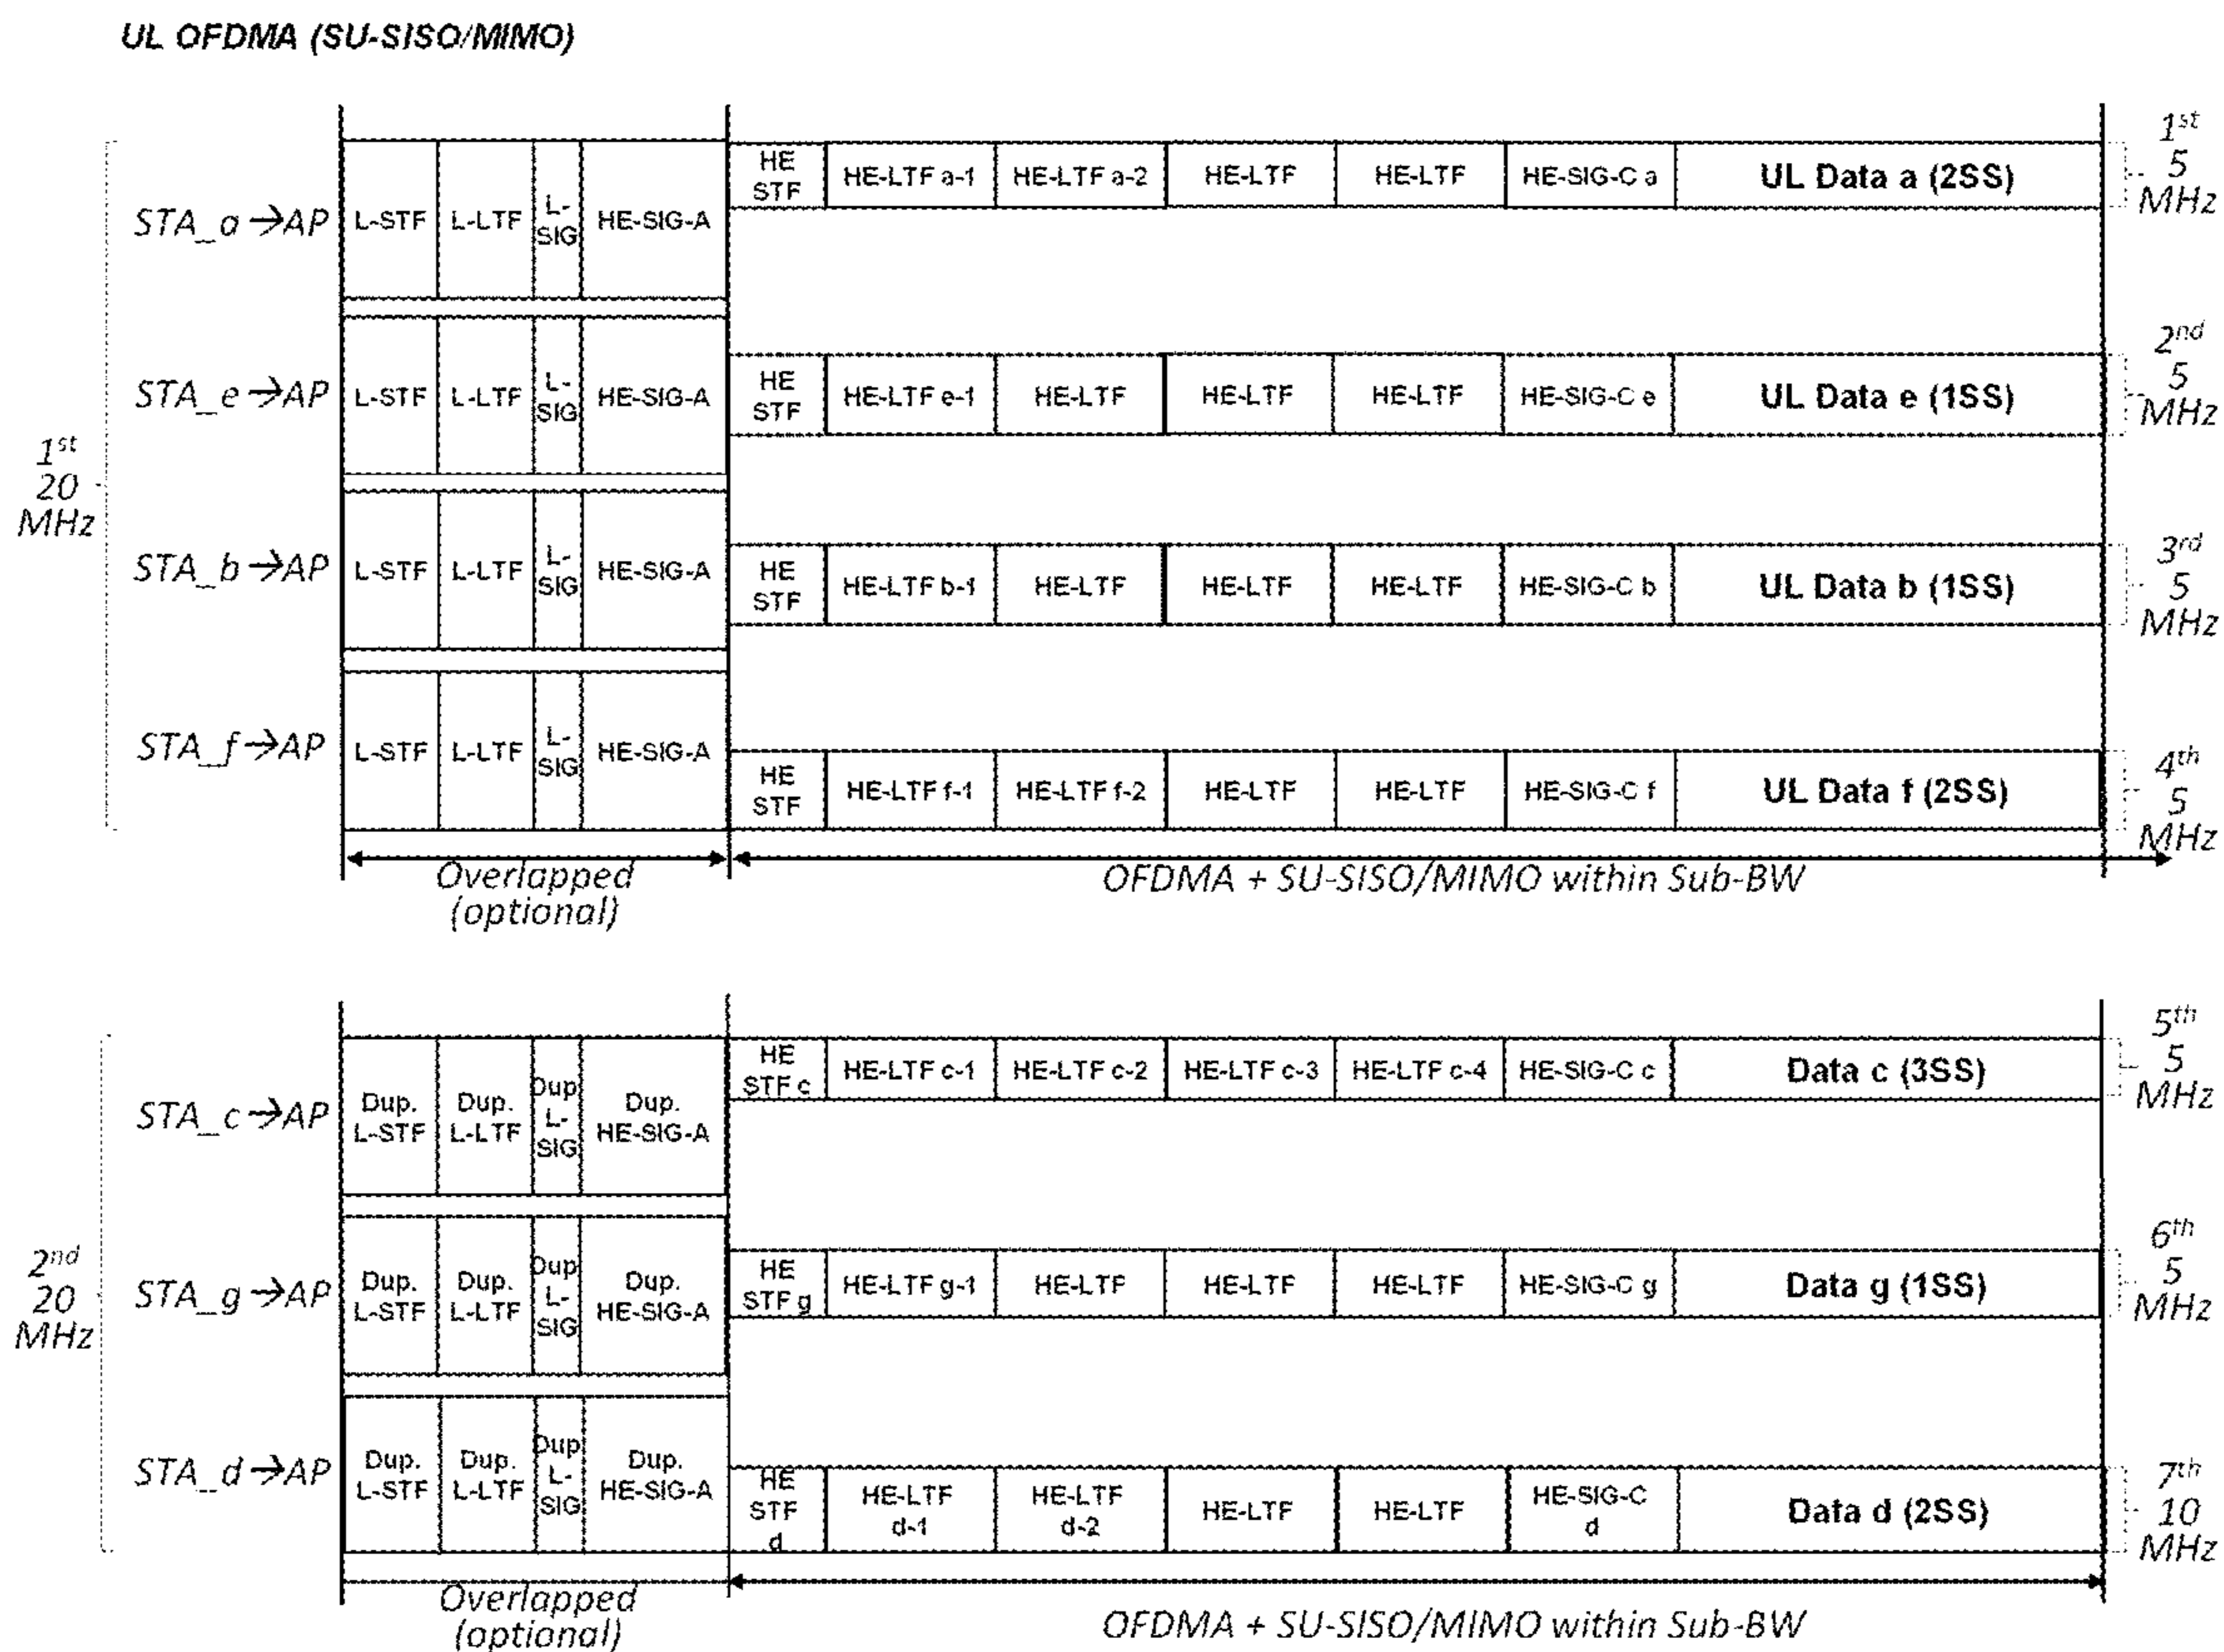 UL OFDMA (SU-SISO/MIMO)
1st
20
MHz
STA_a →AP
L-STF
L-LTF
L-
SIG
HE-SIG-A
HE
STF
HE-LTF a-1
HE-LTF a-2
HE-LTF
HE-LTF
HE-SIG-C a
UL Data a (2SS)
1st
5
MHz
STA_e →AP
L-STF
L-LTF
L-
SIG
HE-SIG-A
HE
STF
HE-LTF e-1
HE-LTF
HE-LTF
HE-LTF
HE-SIG-C e
UL Data e (1SS)
2nd
5
MHz
STA_b →AP
L-STF
L-LTF
L-
SIG
HE-SIG-A
HE
STF
HE-LTF b-1
HE-LTF
HE-LTF
HE-LTF
HE-SIG-C b
UL Data b (1SS)
3rd
5
MHz
STA_f →AP
L-STF
L-LTF
L-
SIG
HE-SIG-A
HE
STF
HE-LTF f-1
HE-LTF f-2
HE-LTF
HE-LTF
HE-SIG-C f
UL Data f (2SS)
4th
5
MHz
Overlapped
(optional)
OFDMA + SU-SISO/MIMO within Sub-BW
2nd
20
MHz
STA_c →AP
Dup.
L-STF
Dup.
L-LTF
Dup
L-
SIG
Dup.
HE-SIG-A
HE
STF c
HE-LTF c-1
HE-LTF c-2
HE-LTF c-3
HE-LTF c-4
HE-SIG-C c
Data c (3SS)
5th
5
MHz
STA_g →AP
Dup.
L-STF
Dup.
L-LTF
Dup
L-
SIG
Dup.
HE-SIG-A
HE
STF g
HE-LTF g-1
HE-LTF
HE-LTF
HE-LTF
HE-SIG-C g
Data g (1SS)
6th
5
MHz
STA_d →AP
Dup.
L-STF
Dup.
L-LTF
Dup
L-
SIG
Dup.
HE-SIG-A
HE
STF
d
HE-LTF
d-1
HE-LTF
d-2
HE-LTF
HE-LTF
HE-SIG-C
d
Data d (2SS)
7th
10
MHz
Overlapped
(optional)
OFDMA + SU-SISO/MIMO within Sub-BW